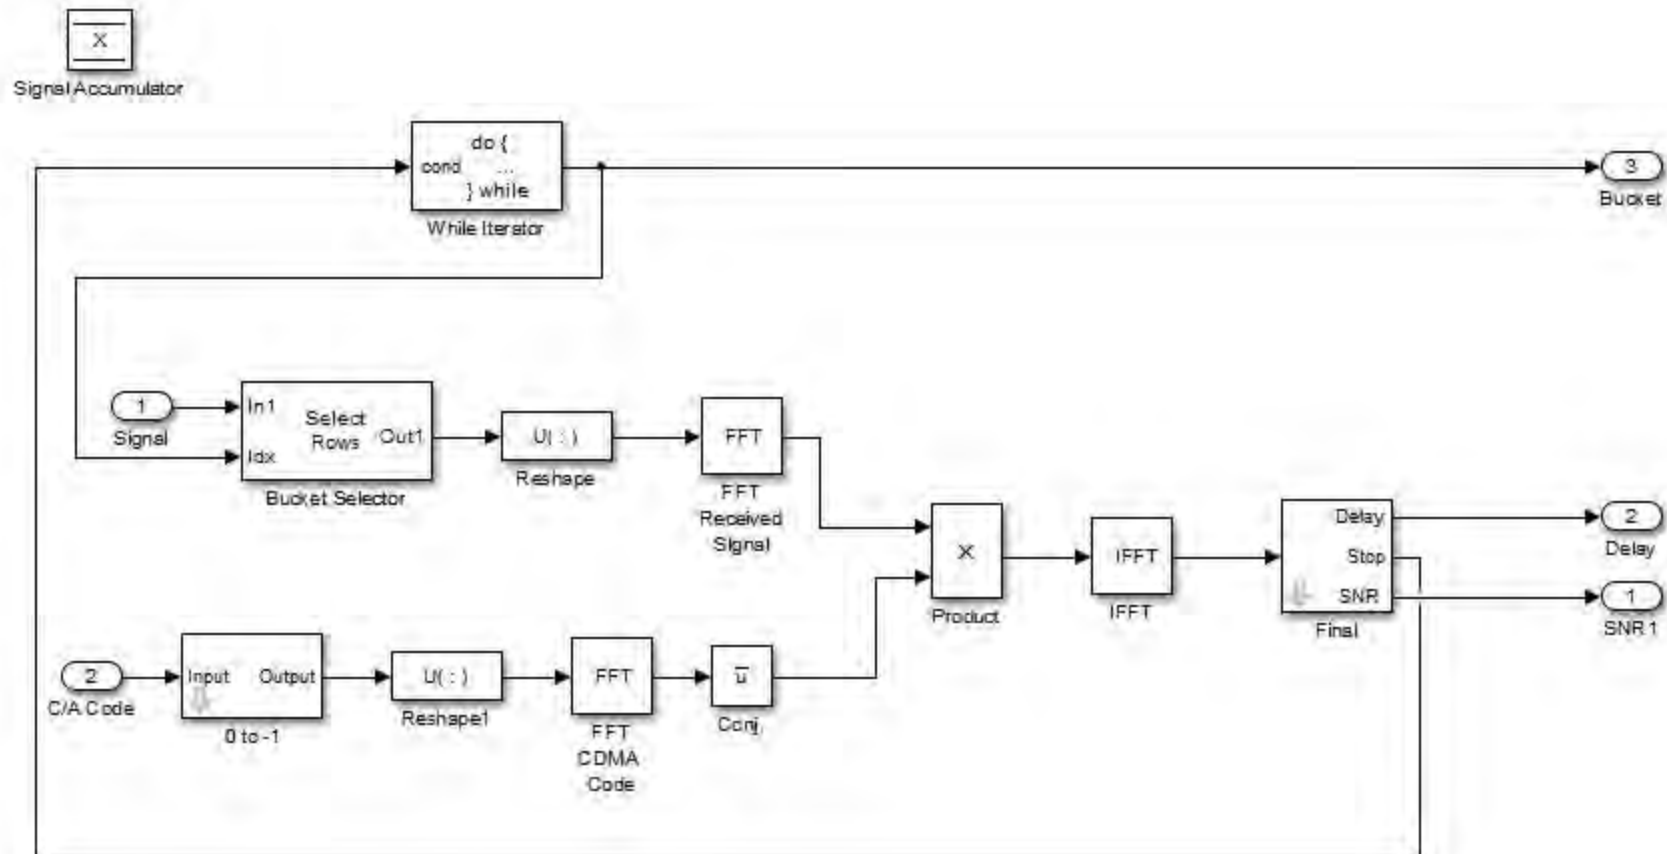 X
Signal Accumulator
do {
cond ...
} while
While Iterator
3
Bucket
1
Signal
In1
Select
Rows
Out1
Idx
Bucket Selector
U( : )
Reshape
FFT
FFT
Received
Signal
X
Product
IFFT
IFFT
Delay
Stop
SNR
Final
2
Delay
1
SNR1
2
C/A Code
Input Output
0 to -1
U( : )
Reshape1
FFT
FFT
CDMA
Code
u
Conj